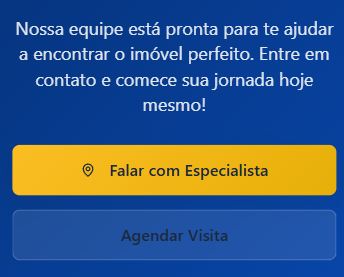 Nossa equipe está pronta para te ajudar
a encontrar o imóvel perfeito. Entre em
contato e comece sua jornada hoje
mesmo!
Falar com Especialista
Agendar Visita